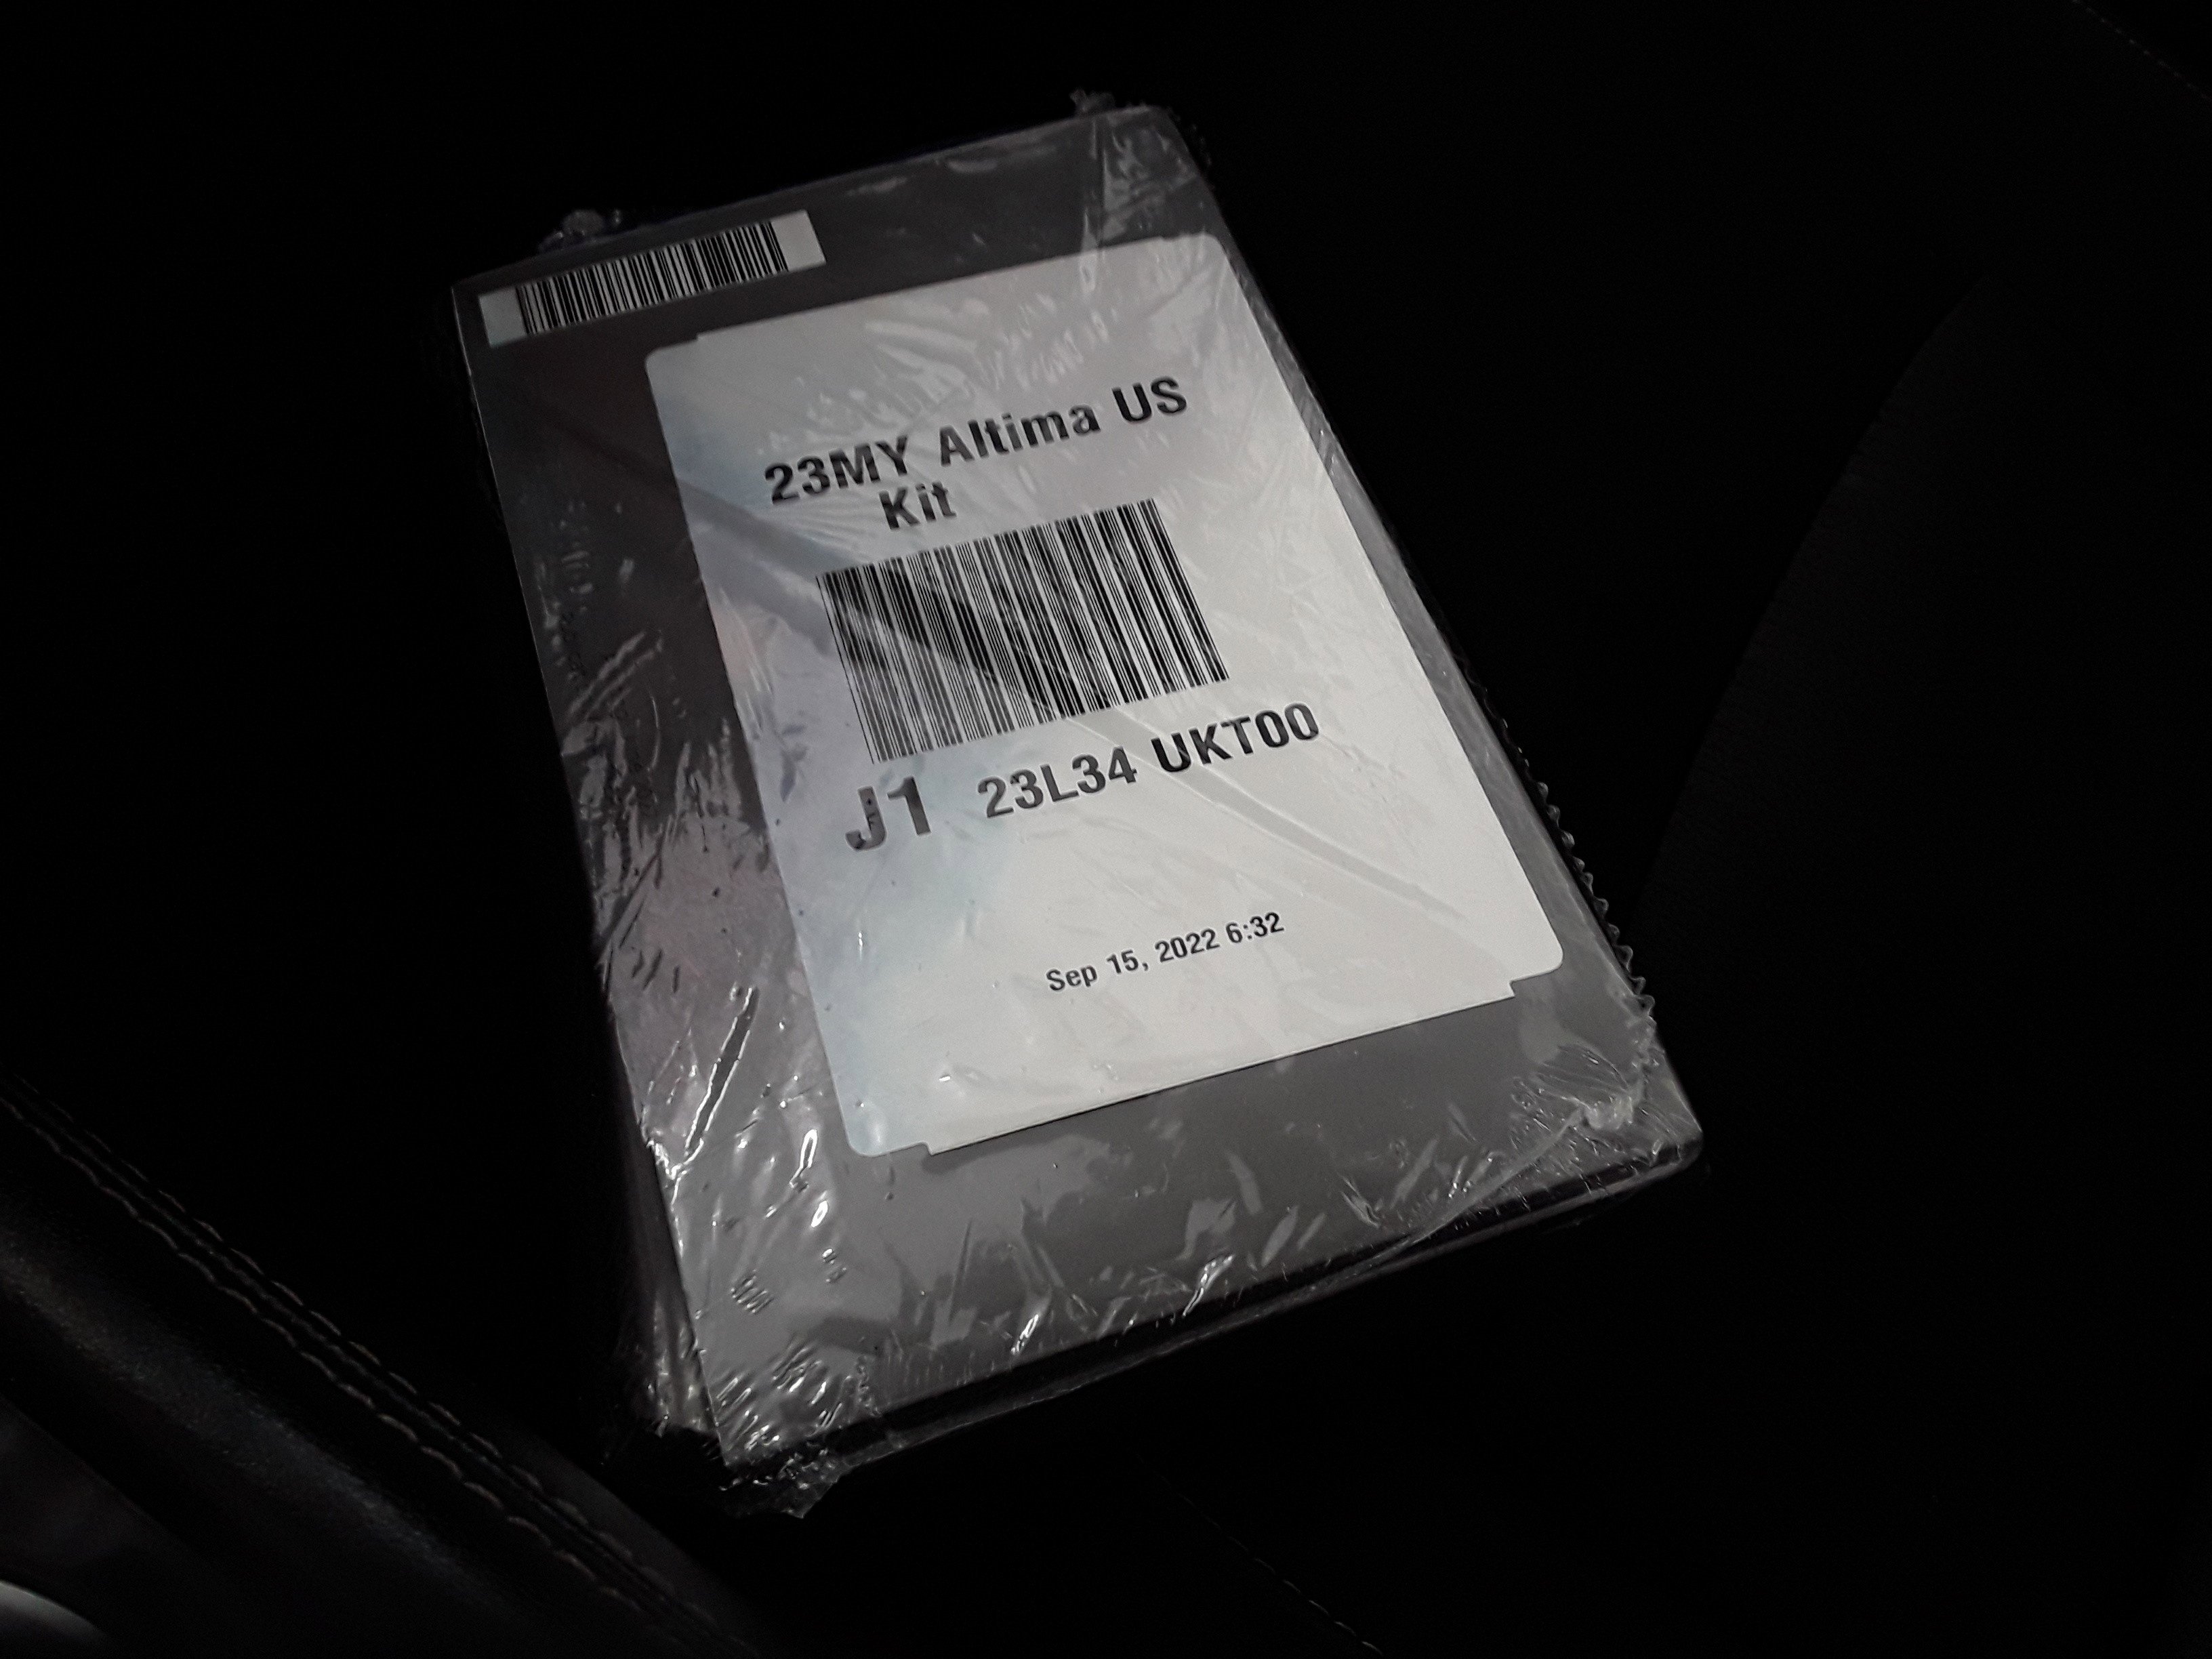 23MY Altima US
Kit
J1 23L34 UKT00
Sep 15, 2022 6:32